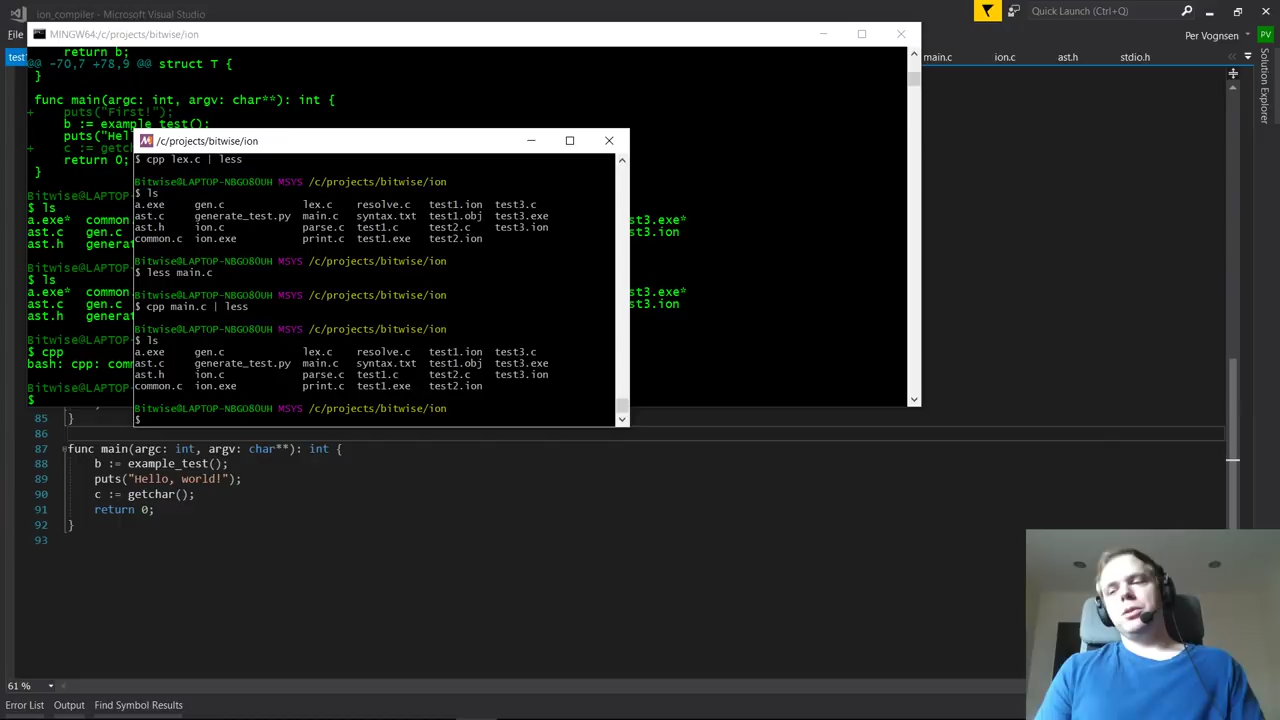 ion_compiler - Microsoft Visual Studio
Quick Launch (Ctrl+Q)
File
Per Vognsen
PV
MINGW64:/c/projects/bitwise/ion
test
main.c
ion.c
ast.h
stdio.h
Solution Explorer
return b;
@@ -70,7 +78,9 @@ struct T {
}
func main(argc: int, argv: char**): int {
+ puts("First!");
b := example_test();
puts("Hel
+ c := getch
return 0;
}
Bitwise@LAPTOP-
$ ls
a.exe* common
ast.c gen.c
ast.h genera
st3.exe*
st3.ion
Bitwise@LAPTOP-
$ ls
a.exe* common
ast.c gen.c
ast.h genera
st3.exe*
st3.ion
Bitwise@LAPTOP-
$ cpp
bash: cpp: comm
Bitwise@LAPTOP-
$
/c/projects/bitwise/ion
$ cpp lex.c | less
Bitwise@LAPTOP-NBGO8OUH MSYS /c/projects/bitwise/ion
$ ls
a.exe gen.c lex.c resolve.c test1.ion test3.c
ast.c generate_test.py main.c syntax.txt test1.obj test3.exe
ast.h ion.c parse.c test1.c test2.c test3.ion
common.c ion.exe print.c test1.exe test2.ion
Bitwise@LAPTOP-NBGO8OUH MSYS /c/projects/bitwise/ion
$ less main.c
Bitwise@LAPTOP-NBGO8OUH MSYS /c/projects/bitwise/ion
$ cpp main.c | less
Bitwise@LAPTOP-NBGO8OUH MSYS /c/projects/bitwise/ion
$ ls
a.exe gen.c lex.c resolve.c test1.ion test3.c
ast.c generate_test.py main.c syntax.txt test1.obj test3.exe
ast.h ion.c parse.c test1.c test2.c test3.ion
common.c ion.exe print.c test1.exe test2.ion
Bitwise@LAPTOP-NBGO8OUH MSYS /c/projects/bitwise/ion
$
85 }
86
87 func main(argc: int, argv: char**): int {
88 b := example_test();
89 puts("Hello, world!");
90 c := getchar();
91 return 0;
92 }
93
61 %
Error List Output Find Symbol Results